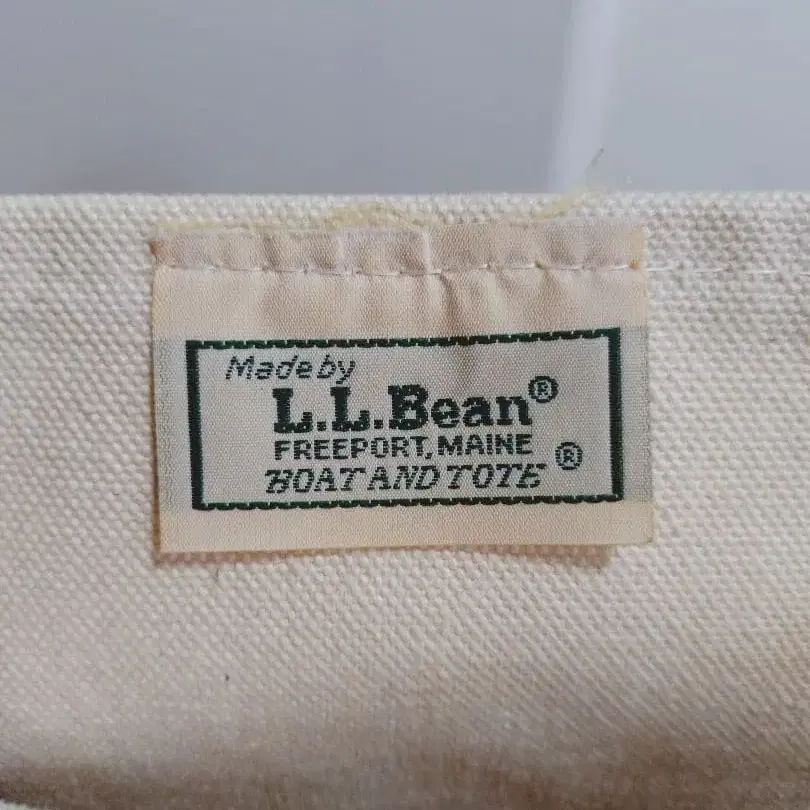 Made by
L.L.Bean®
FREEPORT, MAINE
BOAT AND TOTE ®